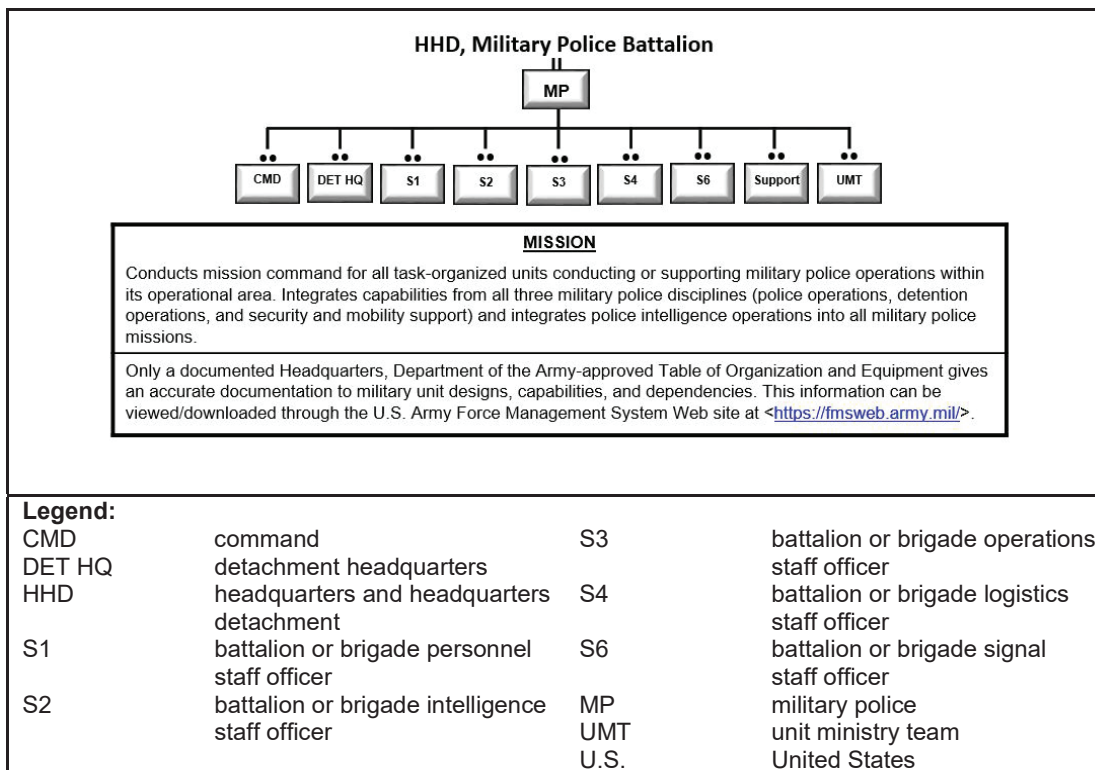 HHD, Military Police Battalion
MP
CMD DET HQ S1 S2 S3 S4 S6 Support UMT
MISSION
Conducts mission command for all task-organized units conducting or supporting military police operations within
its operational area. Integrates capabilities from all three military police disciplines (police operations, detention
operations, and security and mobility support) and integrates police intelligence operations into all military police
missions.
Only a documented Headquarters, Department of the Army-approved Table of Organization and Equipment gives
an accurate documentation to military unit designs, capabilities, and dependencies. This information can be
viewed/downloaded through the U.S. Army Force Management System Web site at <https://fmsweb.army.mil/>.
Legend:
CMD command S3 battalion or brigade operations
DET HQ detachment headquarters staff officer
HHD headquarters and headquarters S4 battalion or brigade logistics
detachment staff officer
S1 battalion or brigade personnel S6 battalion or brigade signal
staff officer staff officer
S2 battalion or brigade intelligence MP military police
staff officer UMT unit ministry team
U.S. United States